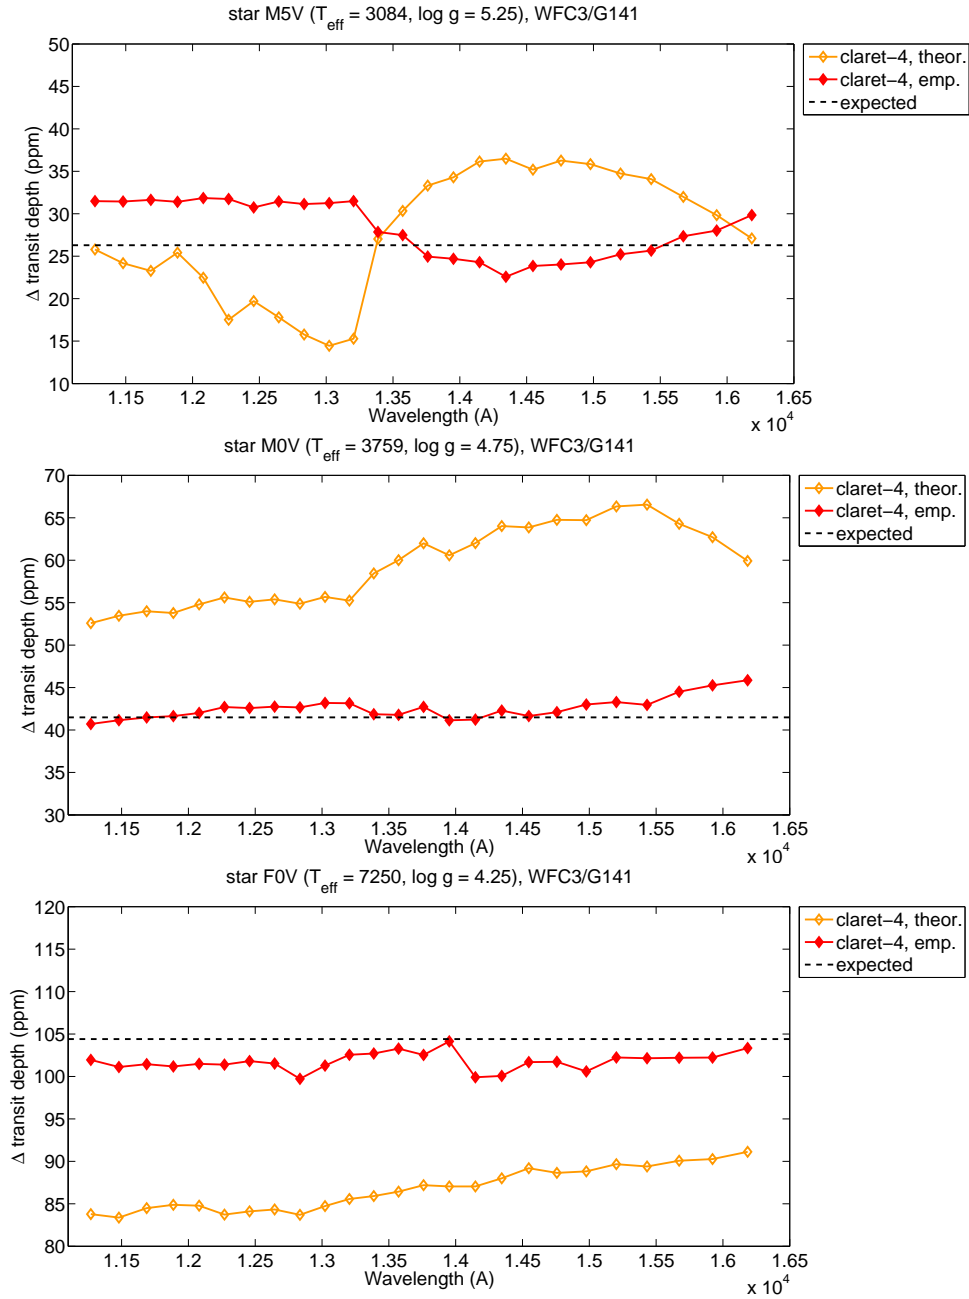 star M5V (T_eff = 3084, log g = 5.25), WFC3/G141
50
45
40
35
30
25
20
15
10
Δ transit depth (ppm)
1.15 1.2 1.25 1.3 1.35 1.4 1.45 1.5 1.55 1.6 1.65
Wavelength (A)
x 10^4
claret−4, theor.
claret−4, emp.
expected
star M0V (T_eff = 3759, log g = 4.75), WFC3/G141
70
65
60
55
50
45
40
35
30
Δ transit depth (ppm)
1.15 1.2 1.25 1.3 1.35 1.4 1.45 1.5 1.55 1.6 1.65
Wavelength (A)
x 10^4
claret−4, theor.
claret−4, emp.
expected
star F0V (T_eff = 7250, log g = 4.25), WFC3/G141
120
115
110
105
100
95
90
85
80
Δ transit depth (ppm)
1.15 1.2 1.25 1.3 1.35 1.4 1.45 1.5 1.55 1.6 1.65
Wavelength (A)
x 10^4
claret−4, theor.
claret−4, emp.
expected